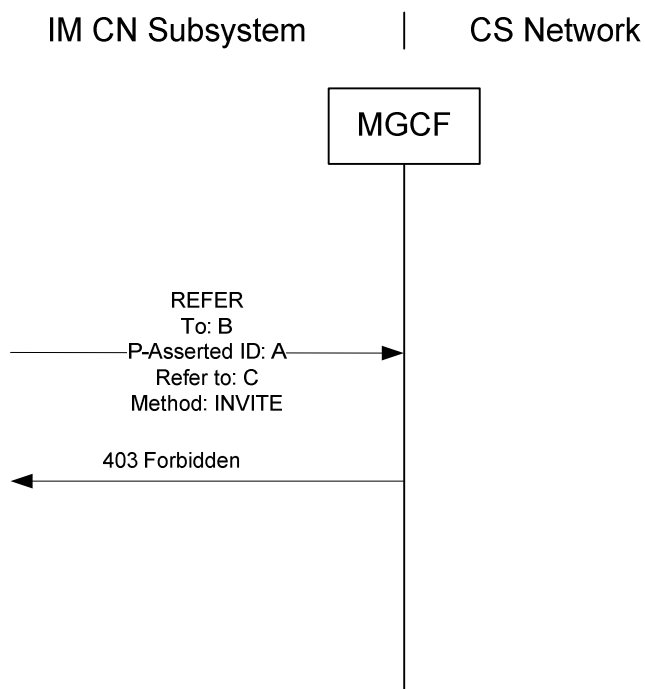 IM CN Subsystem | CS Network
MGCF
REFER
To: B
P-Asserted ID: A
Refer to: C
Method: INVITE
403 Forbidden